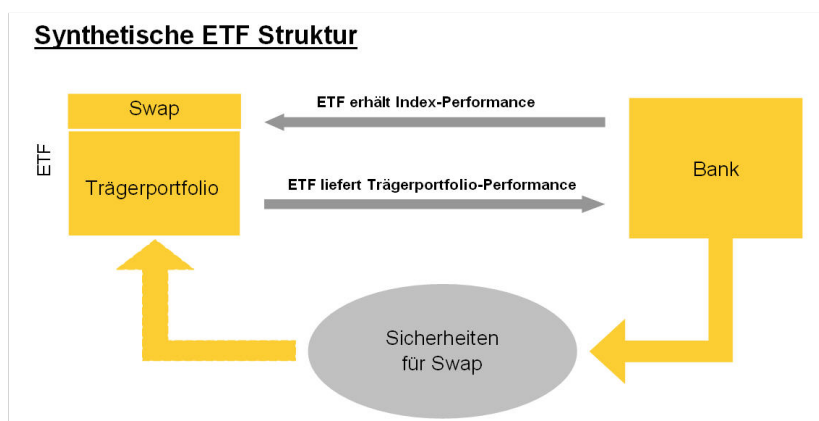 Synthetische ETF Struktur
Swap
ETF erhält Index-Performance
ETF
Trägerportfolio
Bank
ETF liefert Trägerportfolio-Performance
Sicherheiten
für Swap